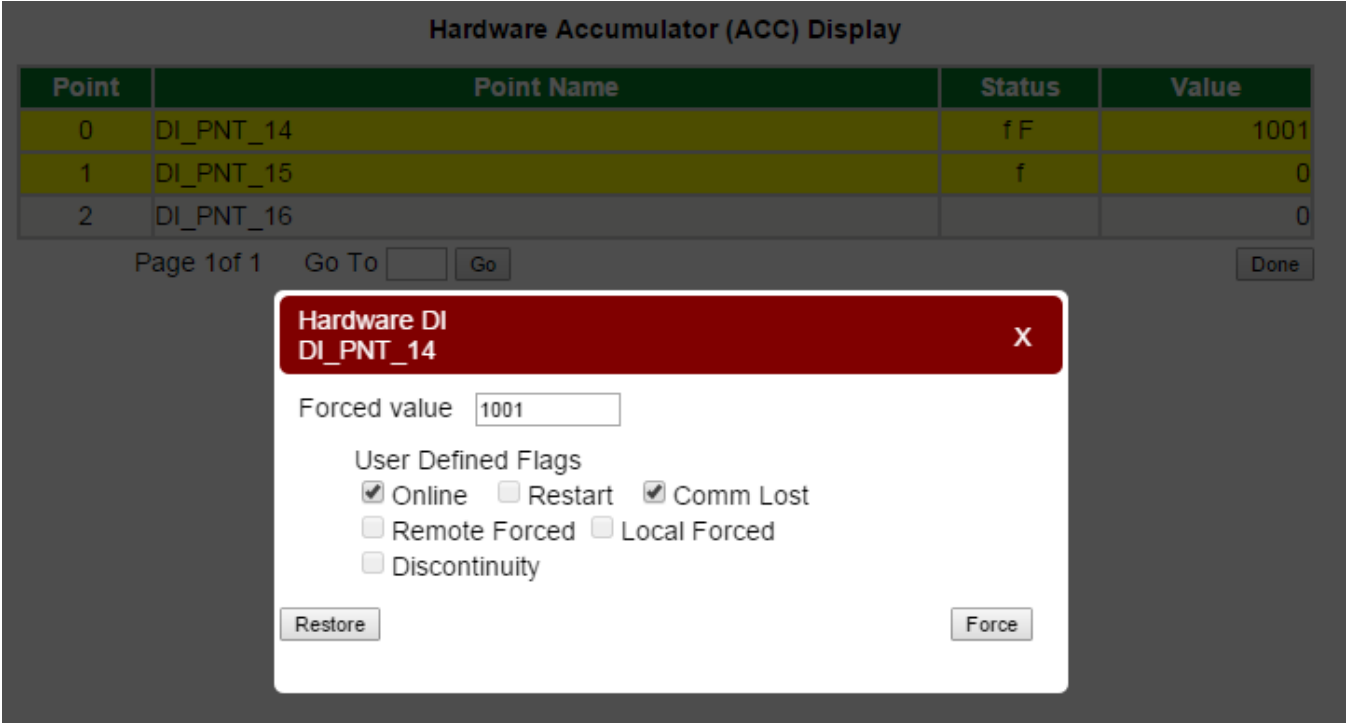 Hardware Accumulator (ACC) Display
Point Point Name Status Value
0 DI_PNT_14 f F 1001
1 DI_PNT_15 f 0
2 DI_PNT_16 0
Page 1of 1 Go To Go Done
Hardware DI
DI_PNT_14
X
Forced value 1001
User Defined Flags
Online Restart Comm Lost
Remote Forced Local Forced
Discontinuity
Restore Force